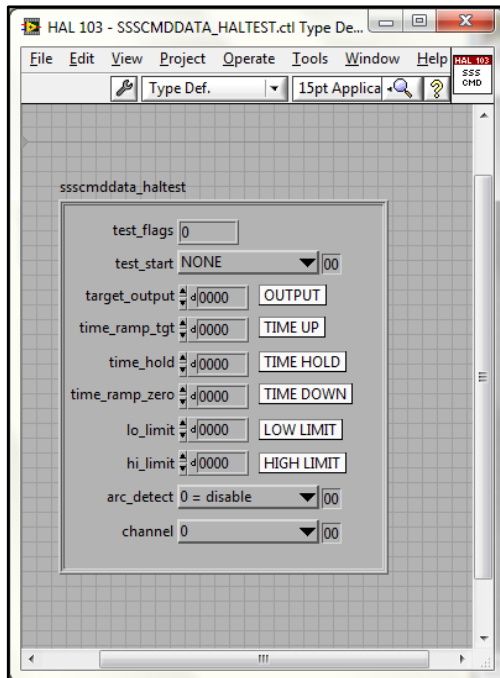 HAL 103 - SSSCMDDATA_HALTEST.ctl Type De...
File Edit View Project Operate Tools Window Help
HAL 103
SSS
CMD
Type Def. 15pt Applica ?
ssscmddata_haltest
test_flags 0
test_start NONE 00
target_output d 0000 OUTPUT
time_ramp_tgt d 0000 TIME UP
time_hold d 0000 TIME HOLD
time_ramp_zero d 0000 TIME DOWN
lo_limit d 0000 LOW LIMIT
hi_limit d 0000 HIGH LIMIT
arc_detect 0 = disable 00
channel 0 00